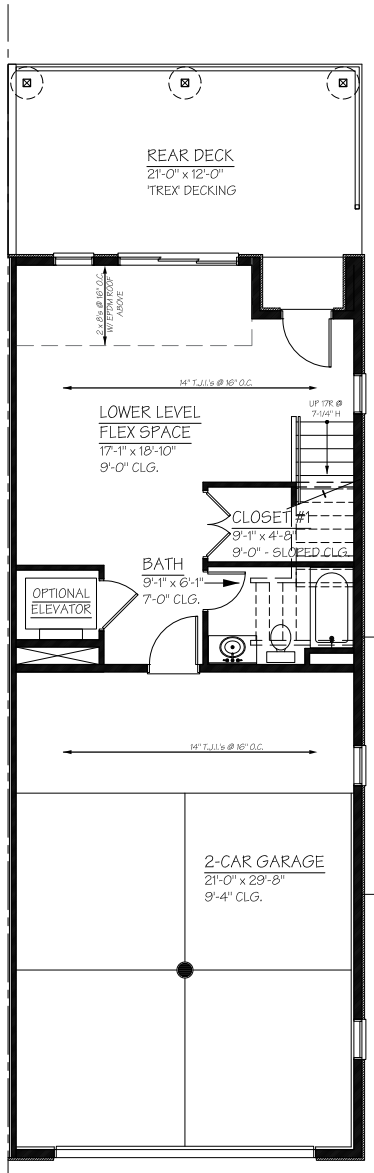 REAR DECK
21'-0" x 12'-0"
'TREX' DECKING
2 x 8's @ 16" O.C.
W/ EPDM ROOF
ABOVE
14" T.J.I.'s @ 16" O.C.
UP 17R @
7-1/4" H
LOWER LEVEL
FLEX SPACE
17'-1" x 18'-10"
9'-0" CLG.
CLOSET #1
9'-1" x 4'-8"
9'-0" - SLOPED CLG.
BATH
9'-1" x 6'-1"
7'-0" CLG.
OPTIONAL
ELEVATOR
14" T.J.I.'s @ 16" O.C.
2-CAR GARAGE
21'-0" x 29'-8"
9'-4" CLG.